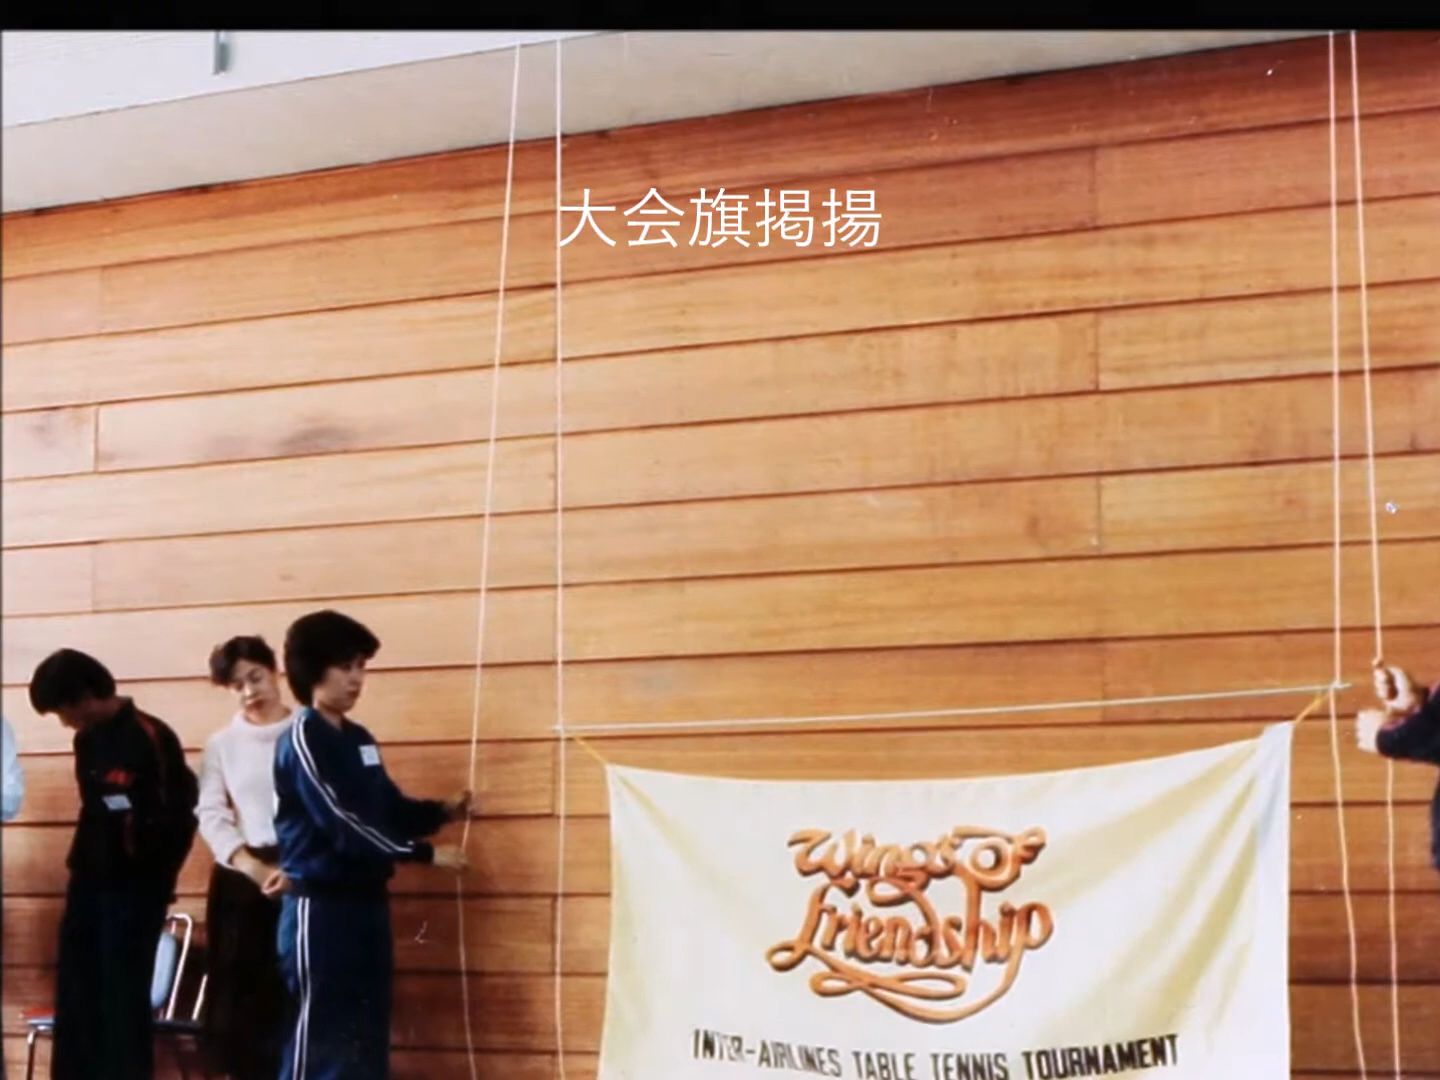 大会旗掲揚
Wings of
Friendship
INTER-AIRLINES TABLE TENNIS TOURNAMENT